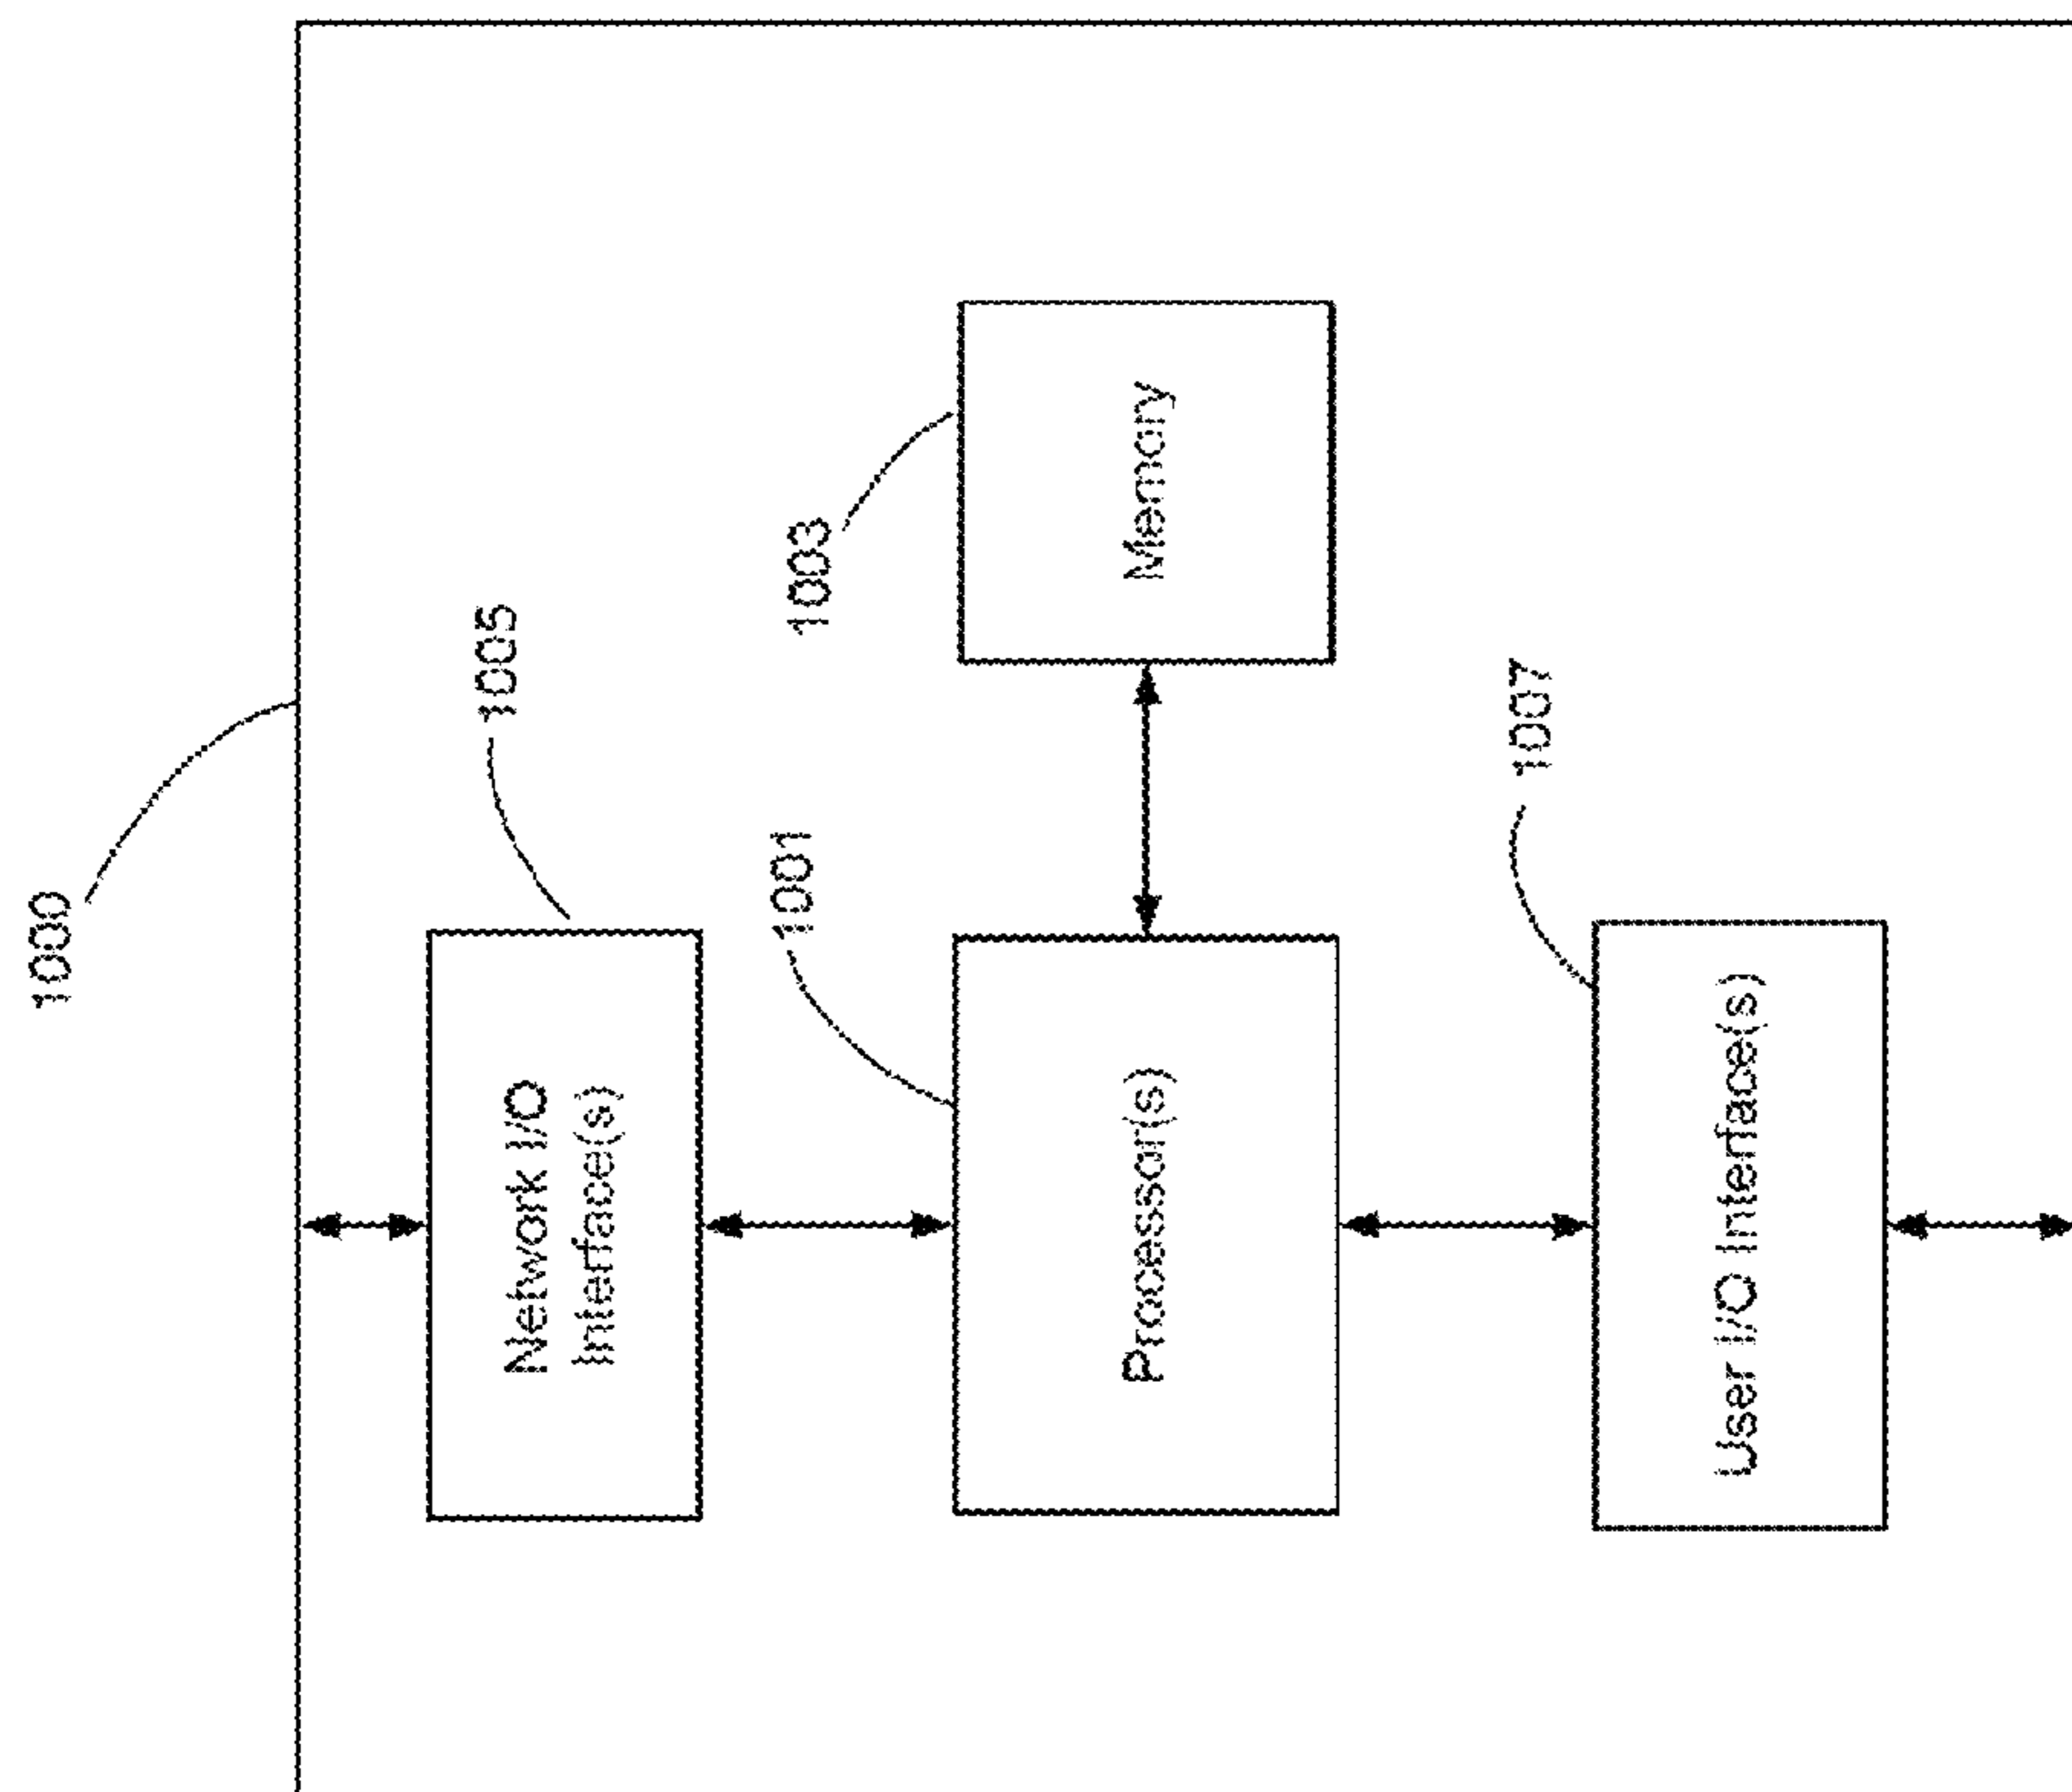 1000
1005
Network I/O
Interface(s)
1001
Processor(s)
1003
Memory
1007
User I/O Interface(s)